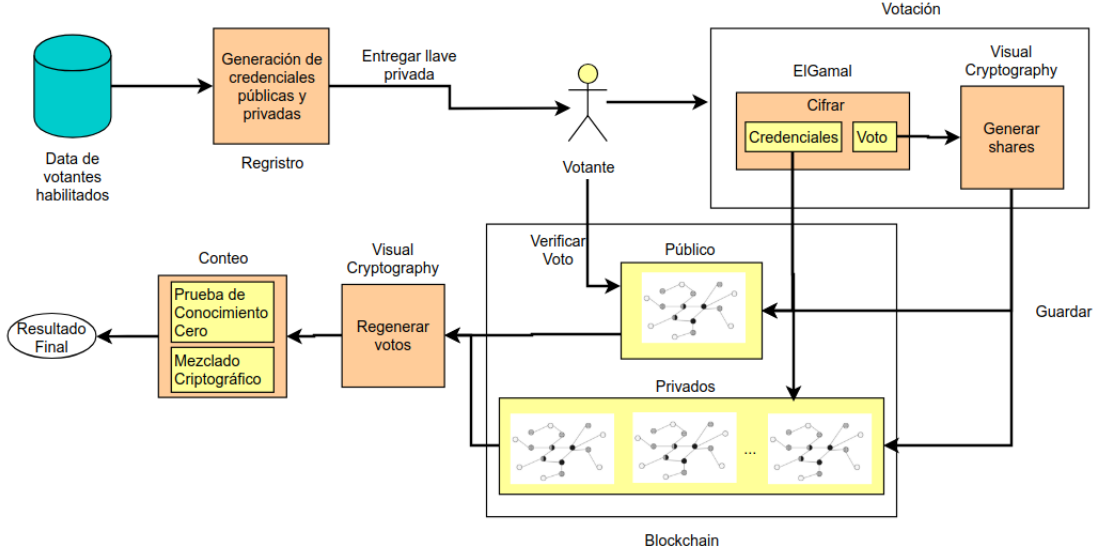 Votación
Visual
Cryptography
ElGamal
Entregar llave
privada
Generación de
credenciales
públicas y
privadas
Cifrar
Credenciales
Voto
Generar
shares
Data de
votantes
habilitados
Regristro
Votante
Verificar
Voto
Público
Visual
Cryptography
Conteo
Prueba de
Conocimiento
Cero
Mezclado
Criptográfico
Regenerar
votos
Resultado
Final
Guardar
Privados
...
Blockchain